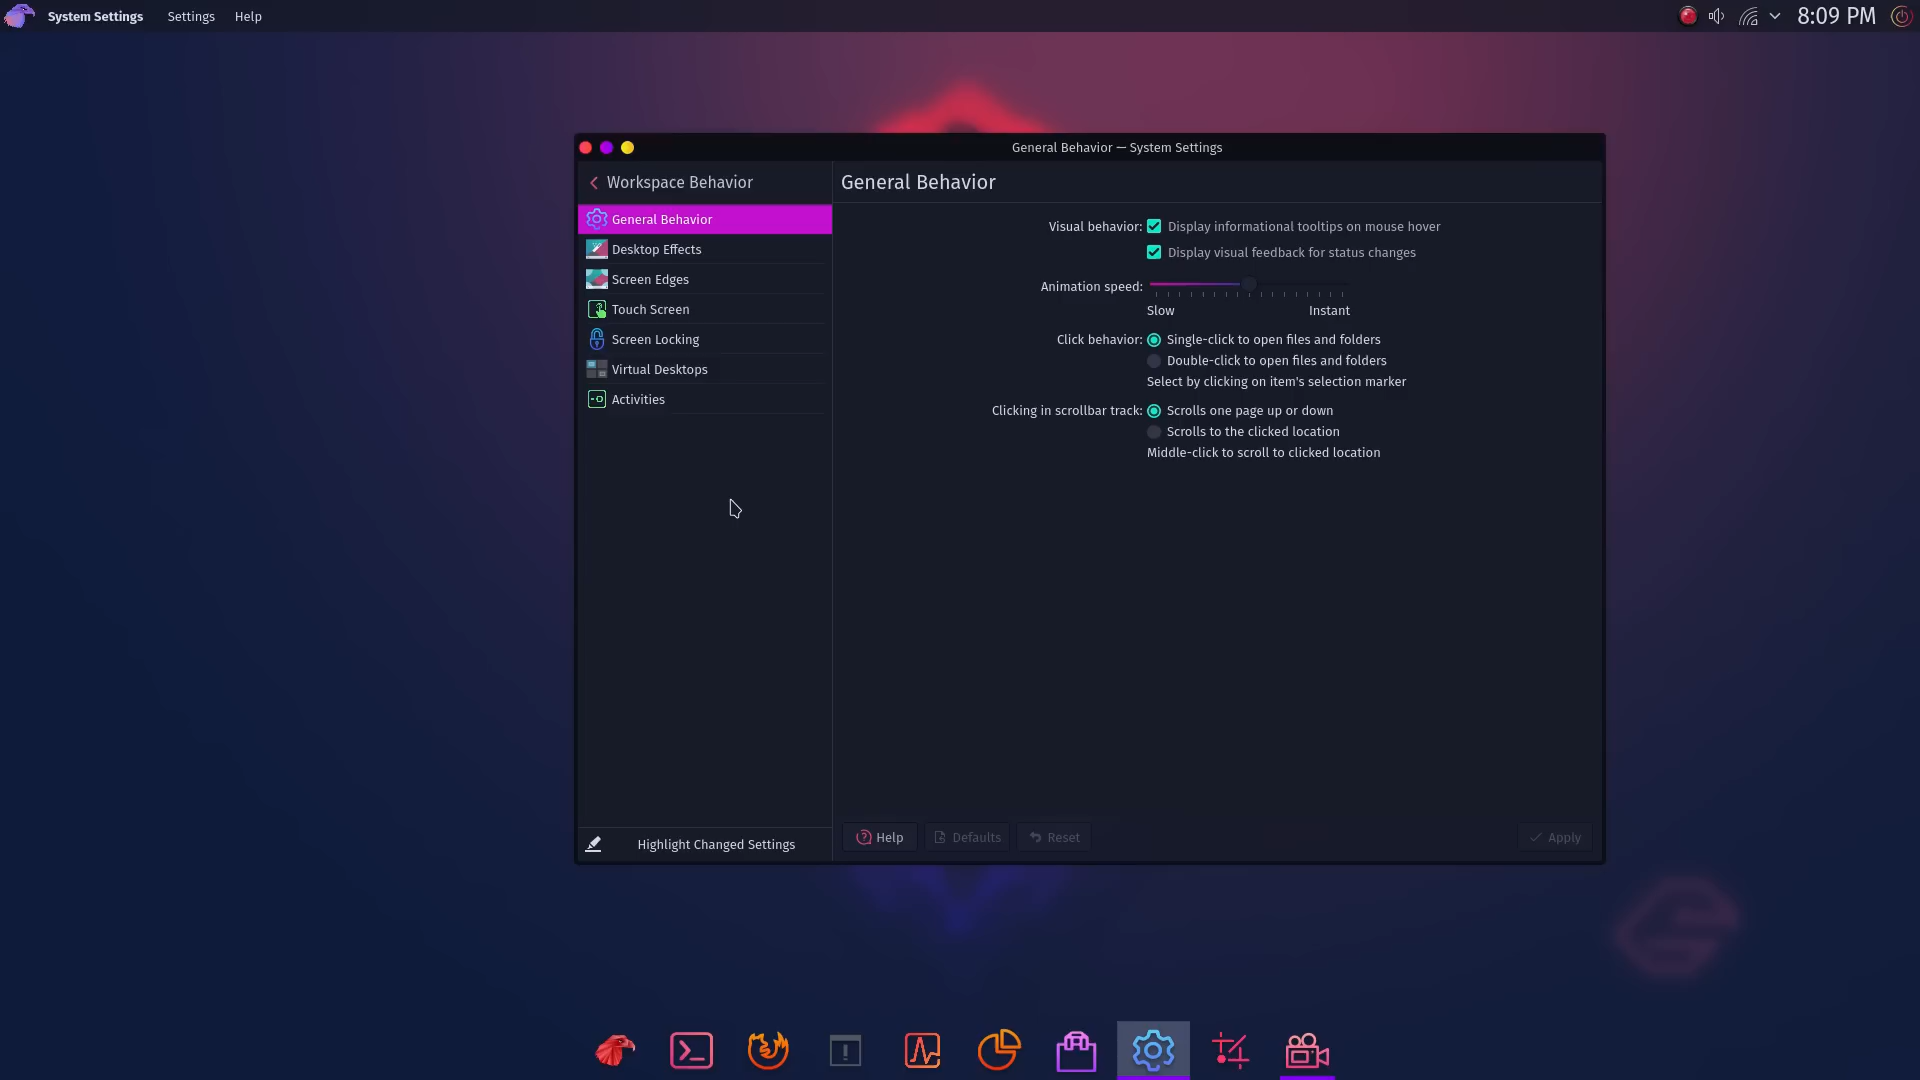 System Settings Settings Help 8:09 PM
General Behavior — System Settings
Workspace Behavior
General Behavior
Desktop Effects
Screen Edges
Touch Screen
Screen Locking
Virtual Desktops
Activities
Highlight Changed Settings
General Behavior
Visual behavior: Display informational tooltips on mouse hover
Display visual feedback for status changes
Animation speed:
Slow Instant
Click behavior: Single-click to open files and folders
Double-click to open files and folders
Select by clicking on item's selection marker
Clicking in scrollbar track: Scrolls one page up or down
Scrolls to the clicked location
Middle-click to scroll to clicked location
Help Defaults Reset Apply